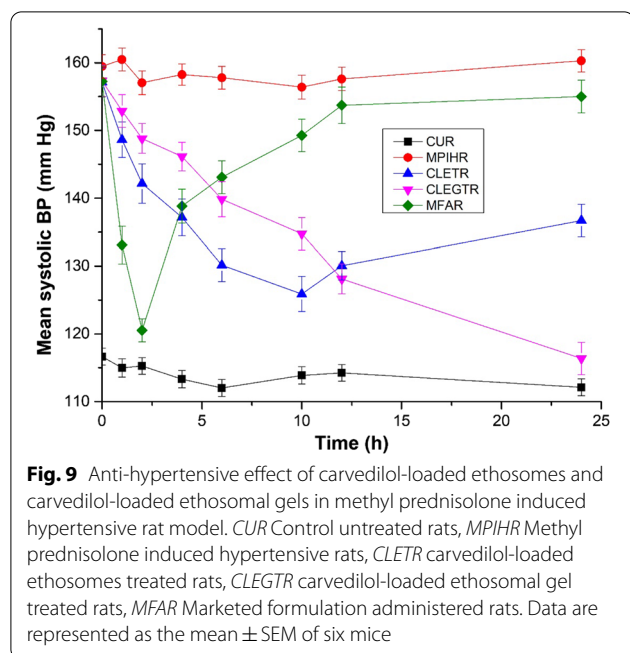 160
150
140
130
120
110
Mean systolic BP (mm Hg)
CUR
MPIHR
CLETR
CLEGTR
MFAR
0 5 10 15 20 25
Time (h)
Fig. 9 Anti-hypertensive effect of carvedilol-loaded ethosomes and
carvedilol-loaded ethosomal gels in methyl prednisolone induced
hypertensive rat model. CUR Control untreated rats, MPIHR Methyl
prednisolone induced hypertensive rats, CLETR carvedilol-loaded
ethosomes treated rats, CLEGTR carvedilol-loaded ethosomal gel
treated rats, MFAR Marketed formulation administered rats. Data are
represented as the mean ± SEM of six mice